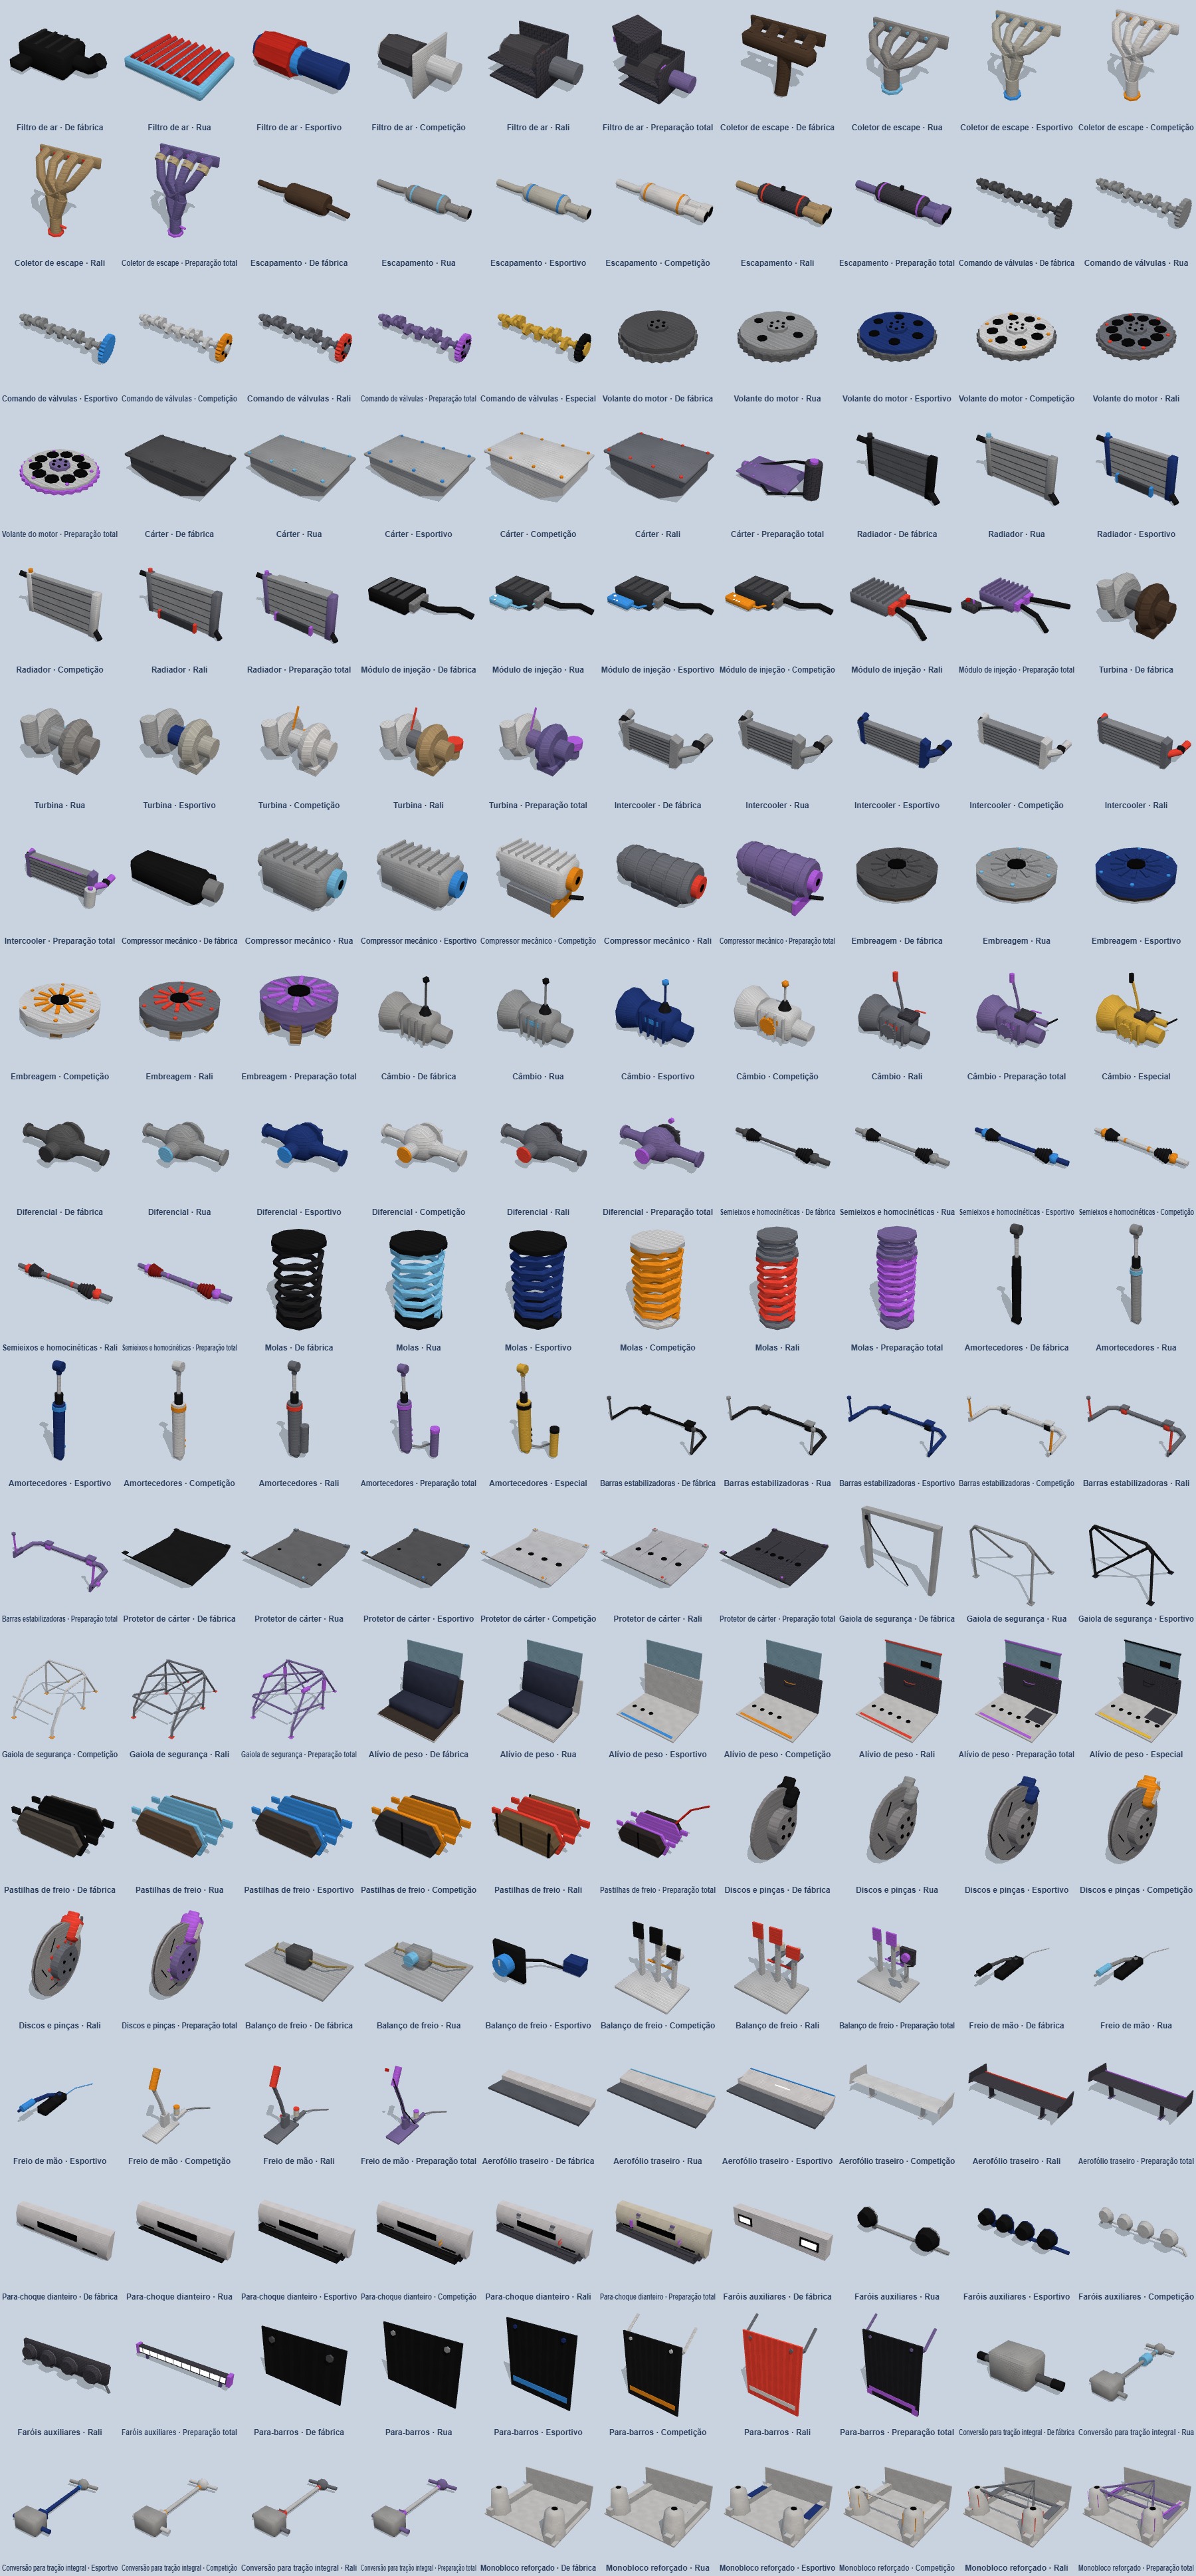 Filtro de ar · De fábrica
Filtro de ar · Rua
Filtro de ar · Esportivo
Filtro de ar · Competição
Filtro de ar · Rali
Filtro de ar · Preparação total
Coletor de escape · De fábrica
Coletor de escape · Rua
Coletor de escape · Esportivo
Coletor de escape · Competição
Coletor de escape · Rali
Coletor de escape · Preparação total
Escapamento · De fábrica
Escapamento · Rua
Escapamento · Esportivo
Escapamento · Competição
Escapamento · Rali
Escapamento · Preparação total
Comando de válvulas · De fábrica
Comando de válvulas · Rua
Comando de válvulas · Esportivo
Comando de válvulas · Competição
Comando de válvulas · Rali
Comando de válvulas · Preparação total
Comando de válvulas · Especial
Volante do motor · De fábrica
Volante do motor · Rua
Volante do motor · Esportivo
Volante do motor · Competição
Volante do motor · Rali
Volante do motor · Preparação total
Cárter · De fábrica
Cárter · Rua
Cárter · Esportivo
Cárter · Competição
Cárter · Rali
Cárter · Preparação total
Radiador · De fábrica
Radiador · Rua
Radiador · Esportivo
Radiador · Competição
Radiador · Rali
Radiador · Preparação total
Módulo de injeção · De fábrica
Módulo de injeção · Rua
Módulo de injeção · Esportivo
Módulo de injeção · Competição
Módulo de injeção · Rali
Módulo de injeção · Preparação total
Turbina · De fábrica
Turbina · Rua
Turbina · Esportivo
Turbina · Competição
Turbina · Rali
Turbina · Preparação total
Intercooler · De fábrica
Intercooler · Rua
Intercooler · Esportivo
Intercooler · Competição
Intercooler · Rali
Intercooler · Preparação total
Compressor mecânico · De fábrica
Compressor mecânico · Rua
Compressor mecânico · Esportivo
Compressor mecânico · Competição
Compressor mecânico · Rali
Compressor mecânico · Preparação total
Embreagem · De fábrica
Embreagem · Rua
Embreagem · Esportivo
Embreagem · Competição
Embreagem · Rali
Embreagem · Preparação total
Câmbio · De fábrica
Câmbio · Rua
Câmbio · Esportivo
Câmbio · Competição
Câmbio · Rali
Câmbio · Preparação total
Câmbio · Especial
Diferencial · De fábrica
Diferencial · Rua
Diferencial · Esportivo
Diferencial · Competição
Diferencial · Rali
Diferencial · Preparação total
Semieixos e homocinéticas · De fábrica
Semieixos e homocinéticas · Rua
Semieixos e homocinéticas · Esportivo
Semieixos e homocinéticas · Competição
Semieixos e homocinéticas · Rali
Semieixos e homocinéticas · Preparação total
Molas · De fábrica
Molas · Rua
Molas · Esportivo
Molas · Competição
Molas · Rali
Molas · Preparação total
Amortecedores · De fábrica
Amortecedores · Rua
Amortecedores · Esportivo
Amortecedores · Competição
Amortecedores · Rali
Amortecedores · Preparação total
Amortecedores · Especial
Barras estabilizadoras · De fábrica
Barras estabilizadoras · Rua
Barras estabilizadoras · Esportivo
Barras estabilizadoras · Competição
Barras estabilizadoras · Rali
Barras estabilizadoras · Preparação total
Protetor de cárter · De fábrica
Protetor de cárter · Rua
Protetor de cárter · Esportivo
Protetor de cárter · Competição
Protetor de cárter · Rali
Protetor de cárter · Preparação total
Gaiola de segurança · De fábrica
Gaiola de segurança · Rua
Gaiola de segurança · Esportivo
Gaiola de segurança · Competição
Gaiola de segurança · Rali
Gaiola de segurança · Preparação total
Alívio de peso · De fábrica
Alívio de peso · Rua
Alívio de peso · Esportivo
Alívio de peso · Competição
Alívio de peso · Rali
Alívio de peso · Preparação total
Alívio de peso · Especial
Pastilhas de freio · De fábrica
Pastilhas de freio · Rua
Pastilhas de freio · Esportivo
Pastilhas de freio · Competição
Pastilhas de freio · Rali
Pastilhas de freio · Preparação total
Discos e pinças · De fábrica
Discos e pinças · Rua
Discos e pinças · Esportivo
Discos e pinças · Competição
Discos e pinças · Rali
Discos e pinças · Preparação total
Balanço de freio · De fábrica
Balanço de freio · Rua
Balanço de freio · Esportivo
Balanço de freio · Competição
Balanço de freio · Rali
Balanço de freio · Preparação total
Freio de mão · De fábrica
Freio de mão · Rua
Freio de mão · Esportivo
Freio de mão · Competição
Freio de mão · Rali
Freio de mão · Preparação total
Aerofólio traseiro · De fábrica
Aerofólio traseiro · Rua
Aerofólio traseiro · Esportivo
Aerofólio traseiro · Competição
Aerofólio traseiro · Rali
Aerofólio traseiro · Preparação total
Para-choque dianteiro · De fábrica
Para-choque dianteiro · Rua
Para-choque dianteiro · Esportivo
Para-choque dianteiro · Competição
Para-choque dianteiro · Rali
Para-choque dianteiro · Preparação total
Faróis auxiliares · De fábrica
Faróis auxiliares · Rua
Faróis auxiliares · Esportivo
Faróis auxiliares · Competição
Faróis auxiliares · Rali
Faróis auxiliares · Preparação total
Para-barros · De fábrica
Para-barros · Rua
Para-barros · Esportivo
Para-barros · Competição
Para-barros · Rali
Para-barros · Preparação total
Conversão para tração integral · De fábrica
Conversão para tração integral · Rua
Conversão para tração integral · Esportivo
Conversão para tração integral · Competição
Conversão para tração integral · Rali
Conversão para tração integral · Preparação total
Monobloco reforçado · De fábrica
Monobloco reforçado · Rua
Monobloco reforçado · Esportivo
Monobloco reforçado · Competição
Monobloco reforçado · Rali
Monobloco reforçado · Preparação total